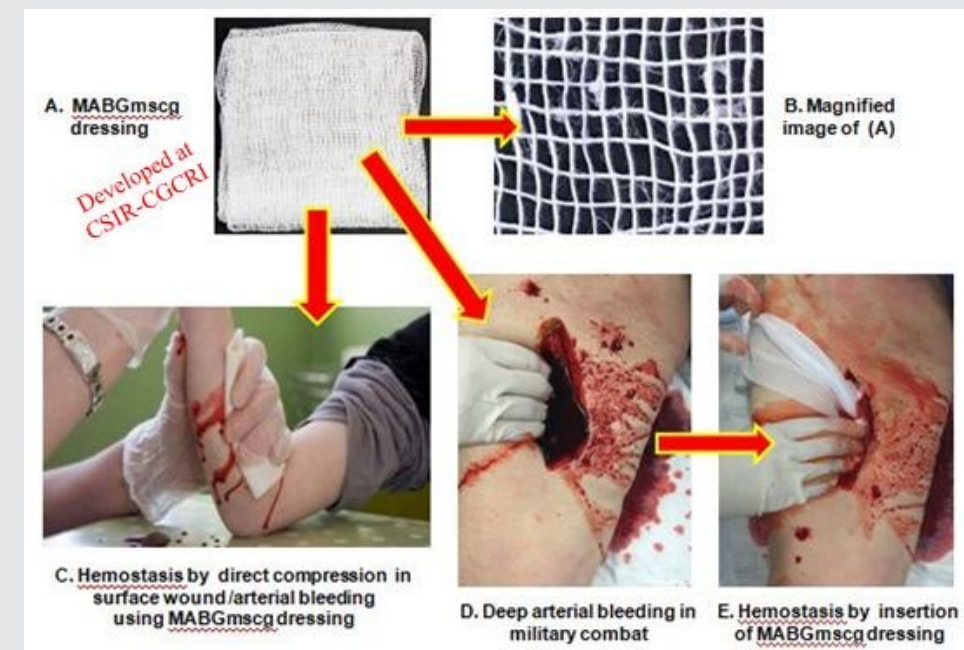 A. MABGmscg
dressing
Developed at
CSIR-CGCRI
B. Magnified
image of (A)
C. Hemostasis by direct compression in
surface wound/arterial bleeding
using MABGmscg dressing
D. Deep arterial bleeding in
military combat
E. Hemostasis by insertion
of MABGmscg dressing